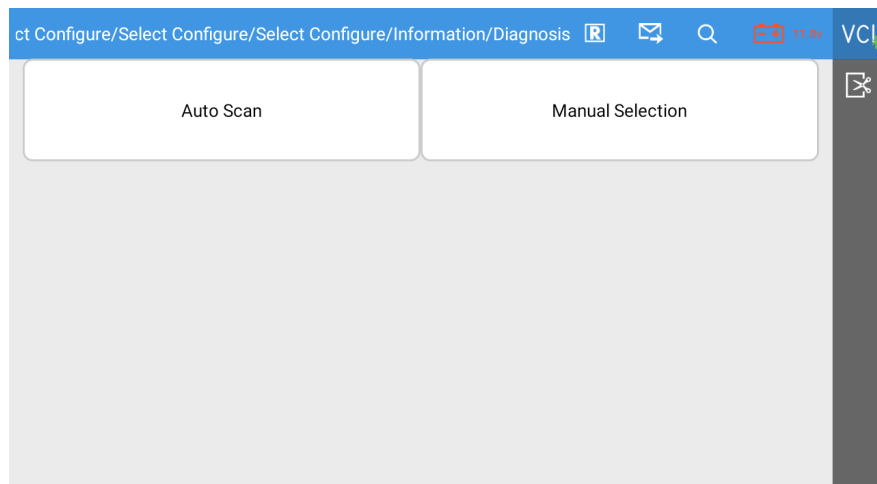 ct Configure/Select Configure/Select Configure/Information/Diagnosis R VCI
Auto Scan
Manual Selection